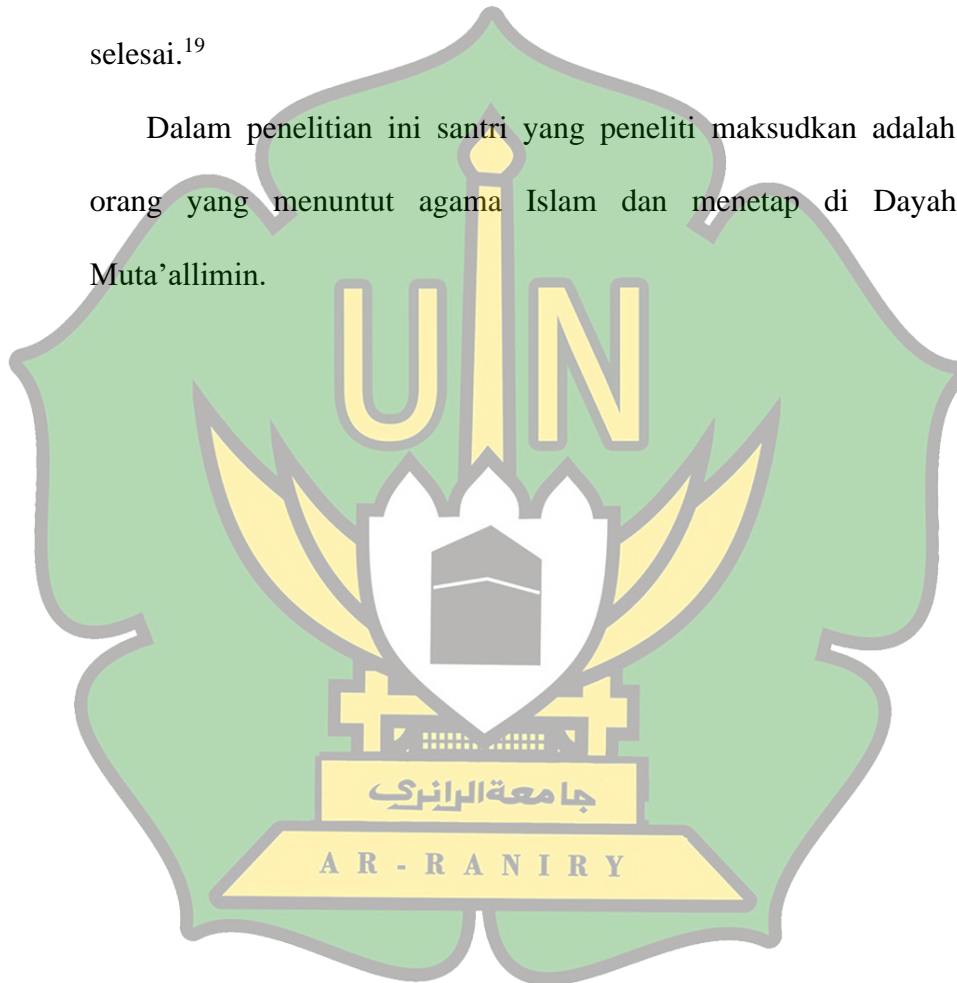 selesai.19
Dalam penelitian ini santri yang peneliti maksudkan adalah
orang yang menuntut agama Islam dan menetap di Dayah
Muta’allimin.
UIN
جامعة الرانري
AR-RANIRY